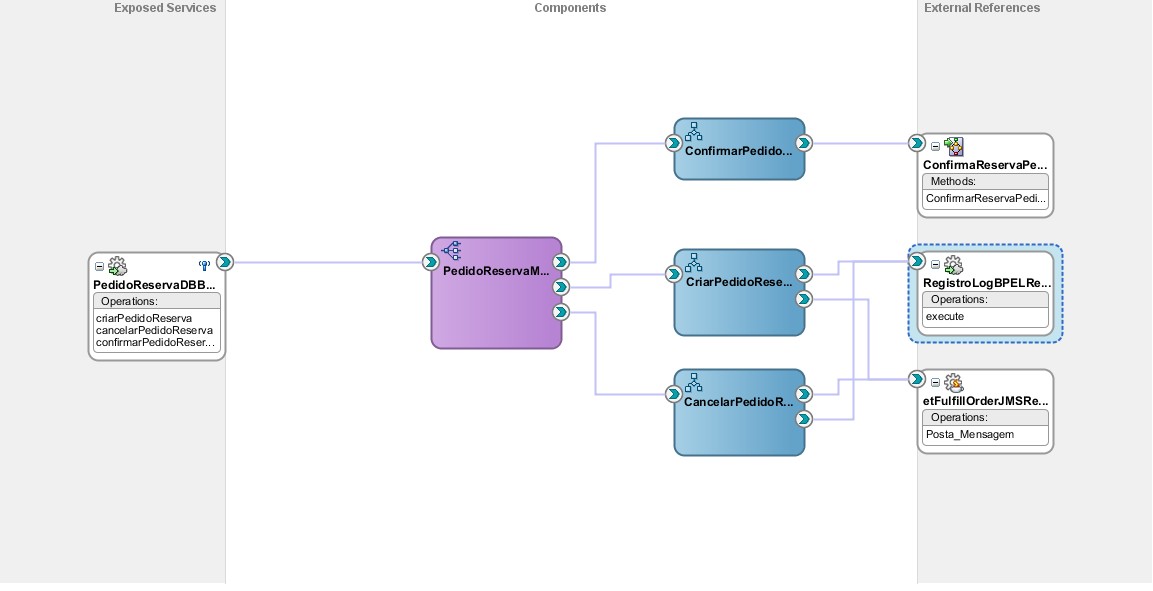 Exposed Services
Components
External References
PedidoReservaDBB...
Operations:
criarPedidoReserva
cancelarPedidoReserva
confirmarPedidoReser...
PedidoReservaM...
ConfirmarPedido...
CriarPedidoRese...
CancelarPedidoR...
ConfirmaReservaPe...
Methods:
ConfirmarReservaPedi...
RegistroLogBPELRe...
Operations:
execute
etFulfillOrderJMSRe...
Operations:
Posta_Mensagem